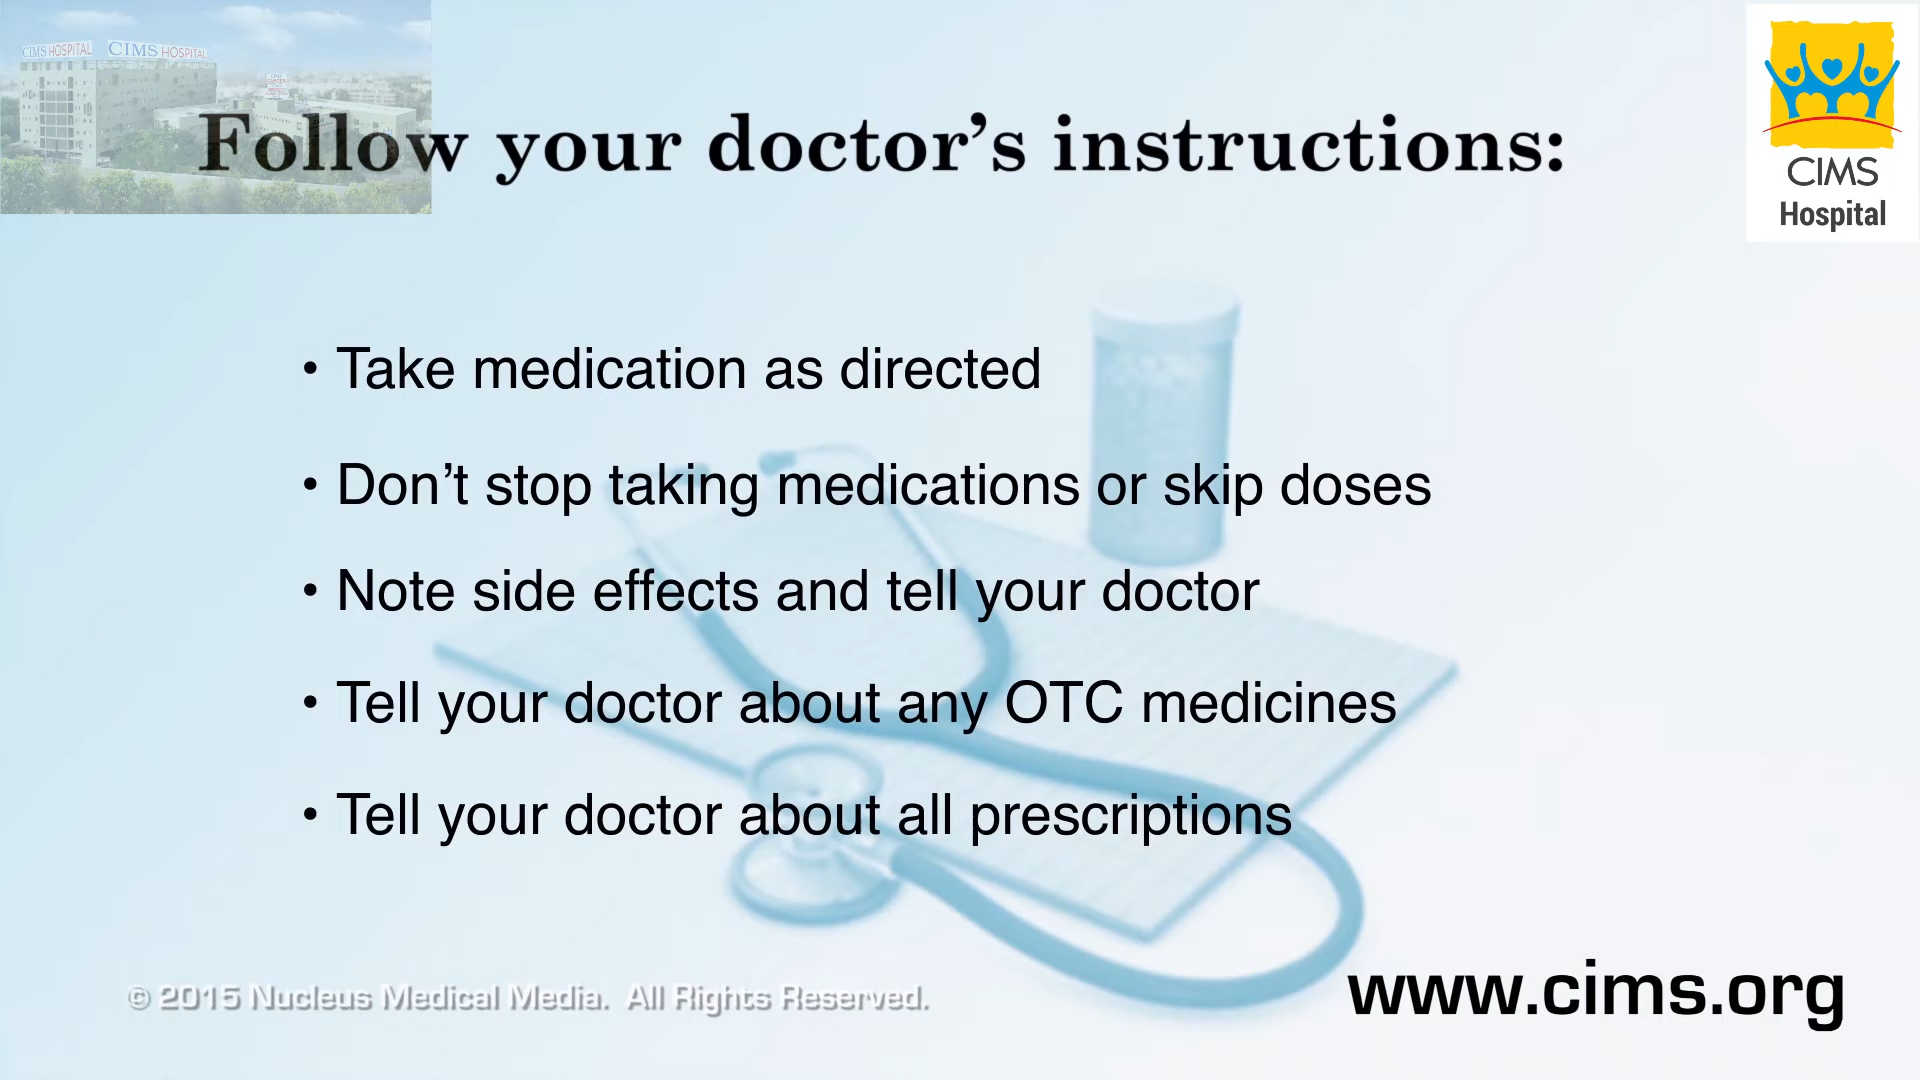 CIMS HOSPITAL CIMS HOSPITAL
Follow your doctor’s instructions:
CIMS
Hospital
• Take medication as directed
• Don’t stop taking medications or skip doses
• Note side effects and tell your doctor
• Tell your doctor about any OTC medicines
• Tell your doctor about all prescriptions
© 2015 Nucleus Medical Media. All Rights Reserved.
www.cims.org